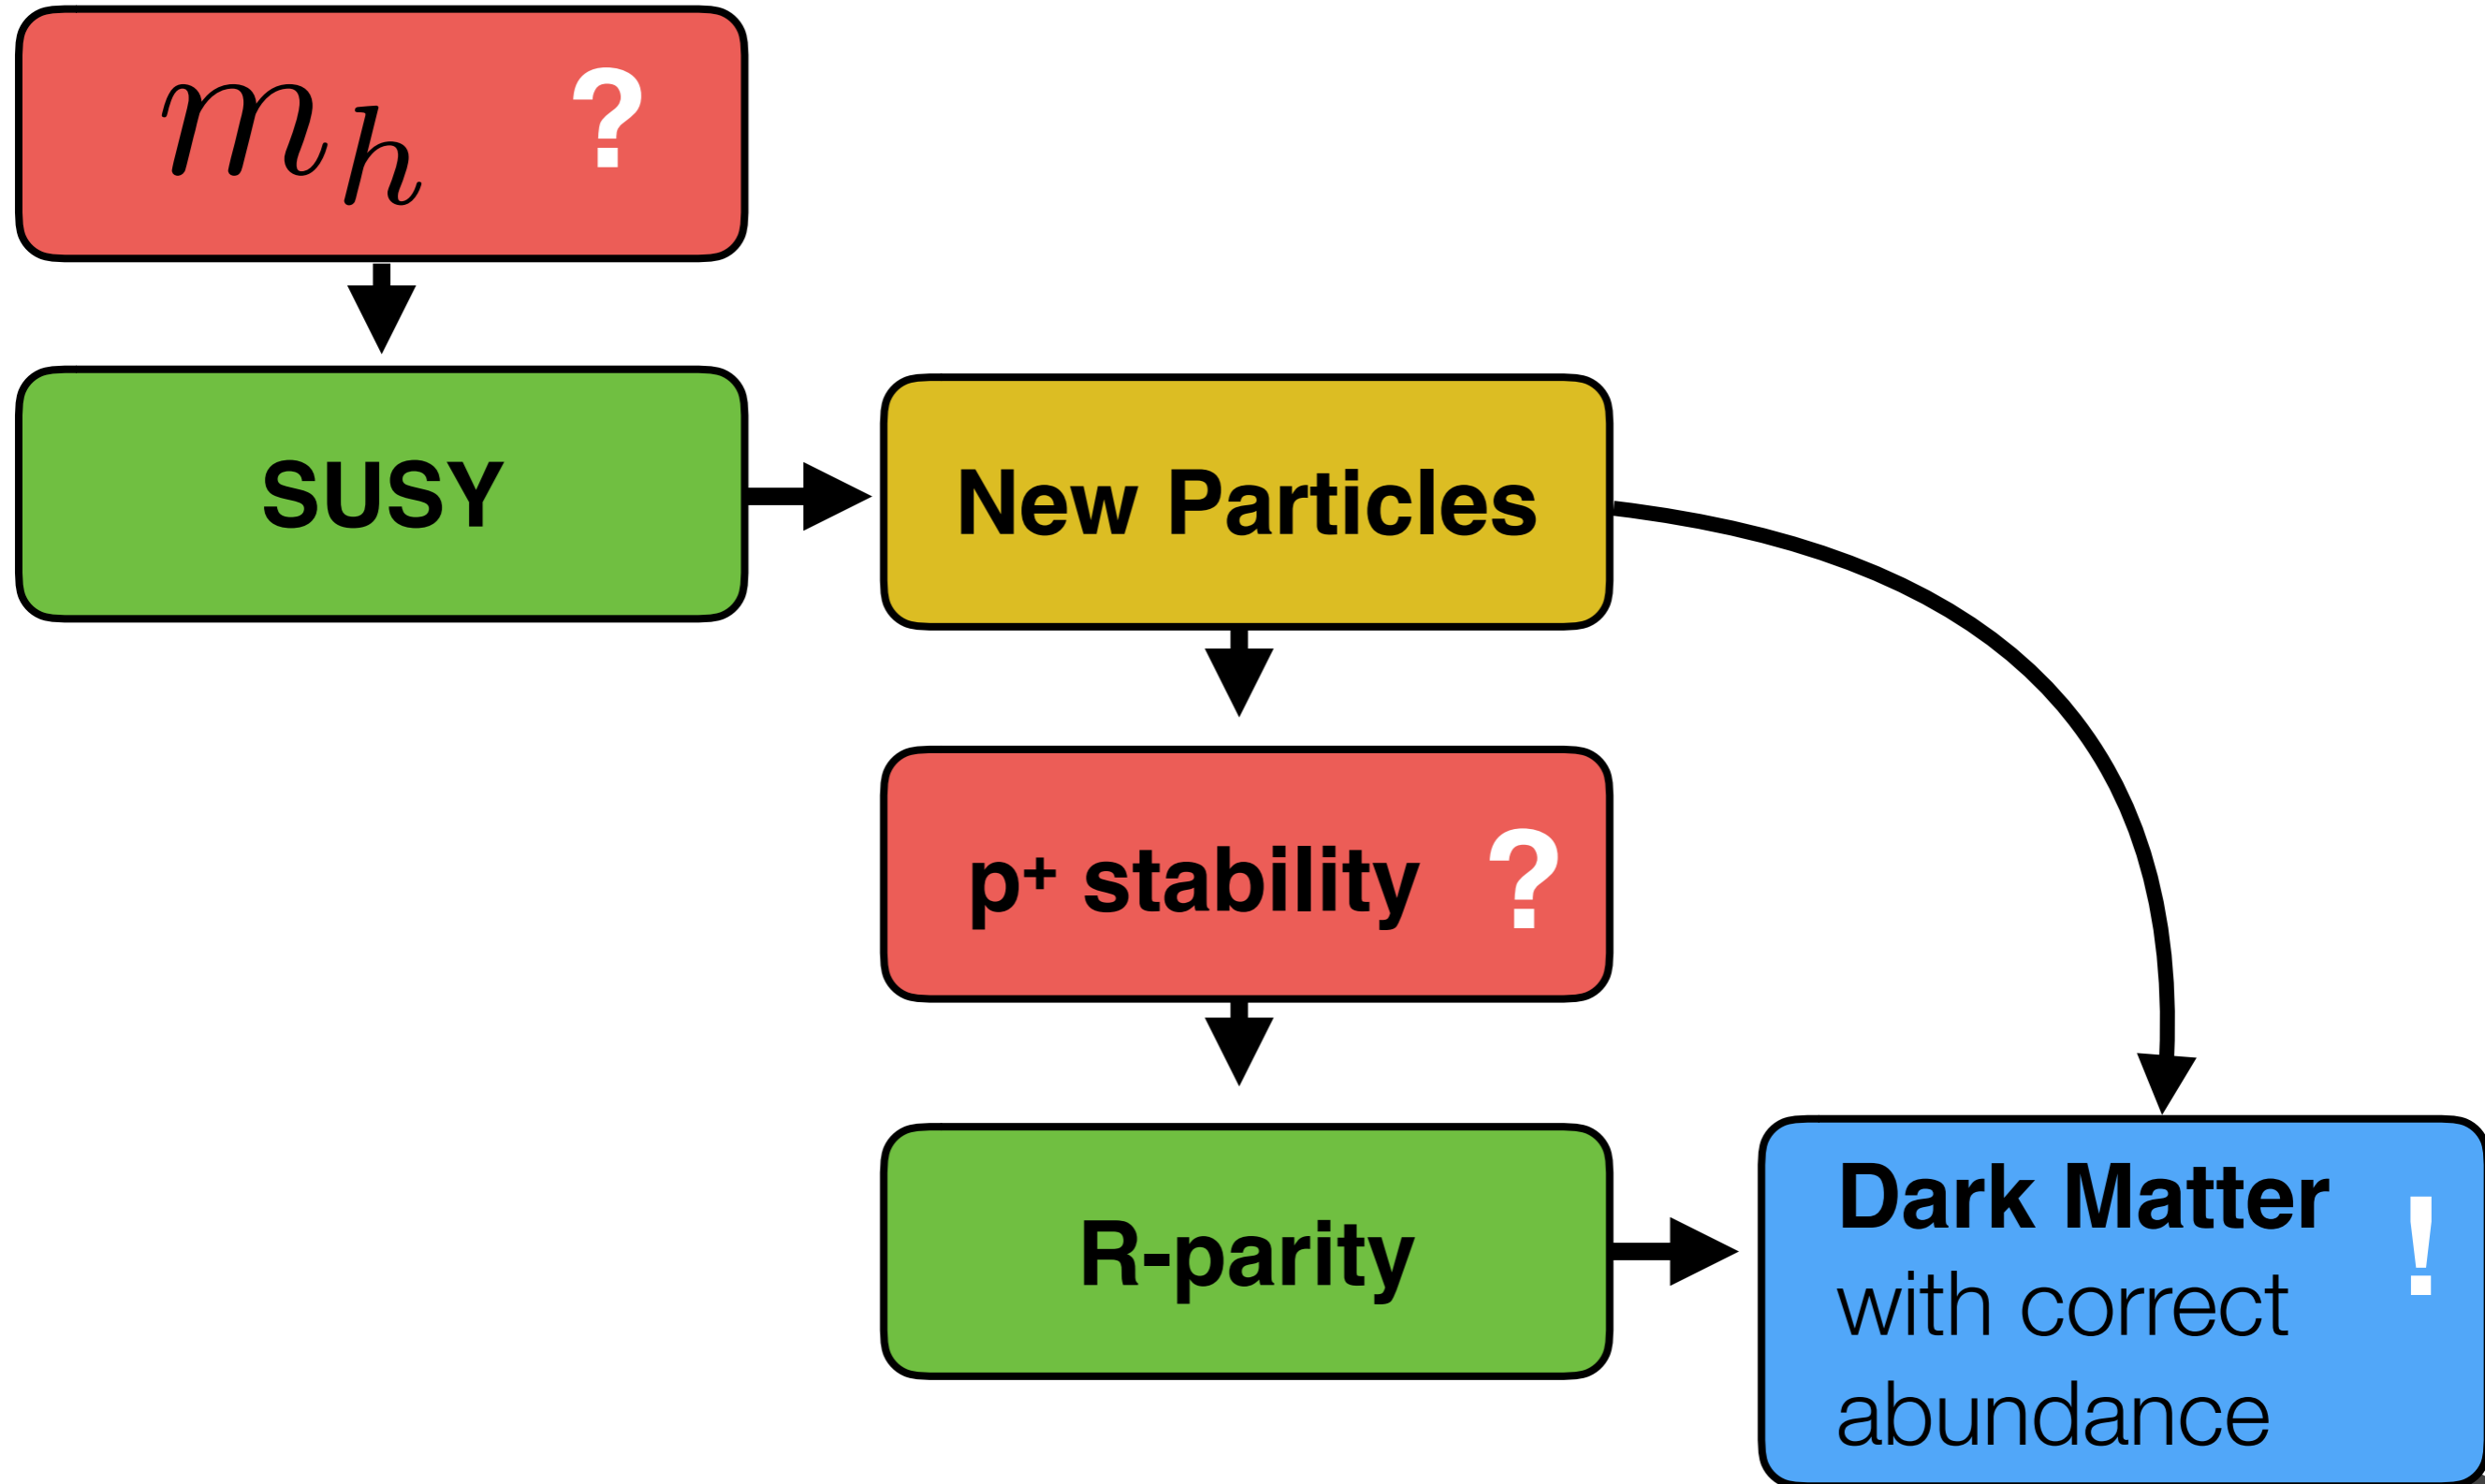 m_h ?
SUSY
New Particles
p⁺ stability ?
R-parity
Dark Matter !
with correct
abundance